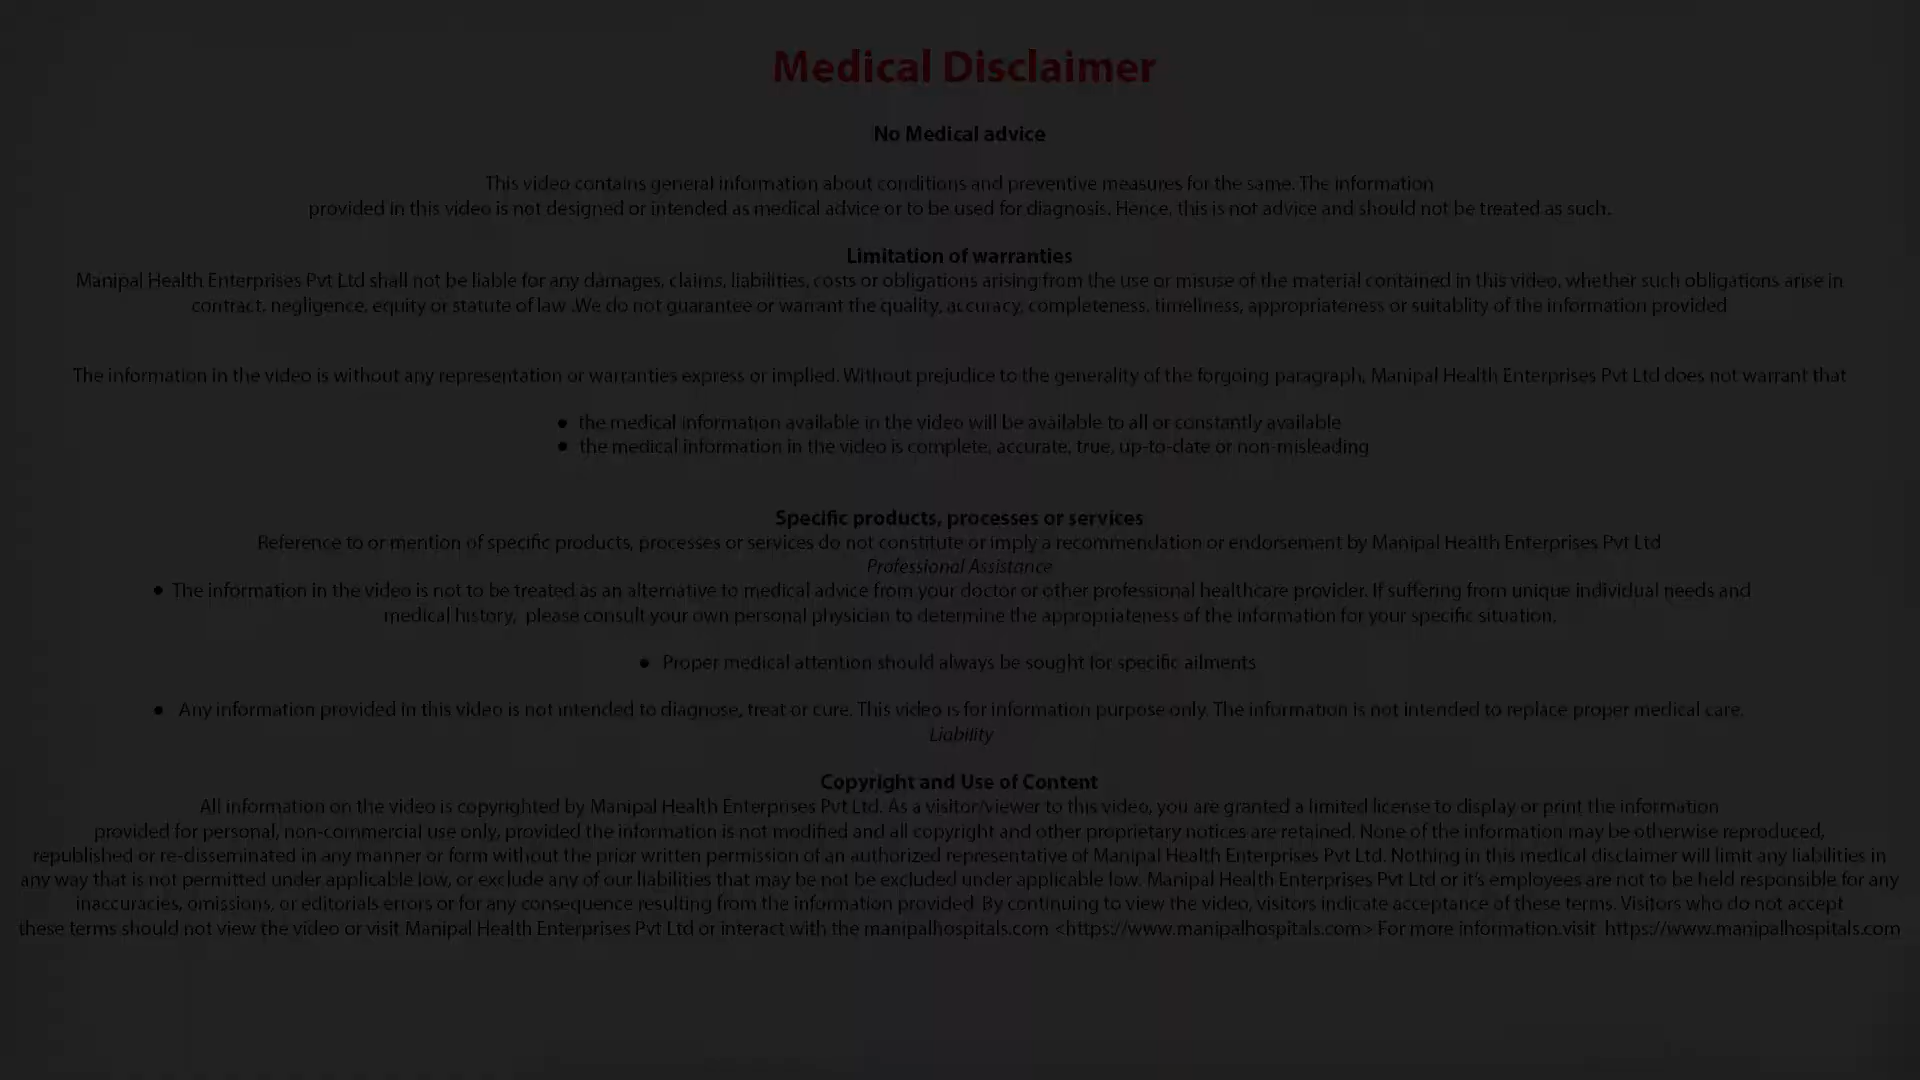 Medical Disclaimer
No Medical advice
This video contains general information about conditions and preventive measures for the same. The information
provided in this video is not designed or intended as medical advice or to be used for diagnosis. Hence, this is not advice and should not be treated as such.
Limitation of warranties
Manipal Health Enterprises Pvt Ltd shall not be liable for any damages, claims, liabilities, costs or obligations arising from the use or misuse of the material contained in this video, whether such obligations arise in
contract, negligence, equity or statute of law .We do not guarantee or warrant the quality, accuracy, completeness, timeliness, appropriateness or suitablity of the information provided
The information in the video is without any representation or warranties express or implied. Without prejudice to the generality of the forgoing paragraph, Manipal Health Enterprises Pvt Ltd does not warrant that
● the medical information available in the video will be available to all or constantly available
● the medical information in the video is complete, accurate, true, up-to-date or non-misleading
Specific products, processes or services
Reference to or mention of specific products, processes or services do not constitute or imply a recommendation or endorsement by Manipal Health Enterprises Pvt Ltd
Professional Assistance
● The information in the video is not to be treated as an alternative to medical advice from your doctor or other professional healthcare provider. If suffering from unique individual needs and
medical history, please consult your own personal physician to determine the appropriateness of the information for your specific situation.
● Proper medical attention should always be sought for specific ailments
● Any information provided in this video is not intended to diagnose, treat or cure. This video is for information purpose only. The information is not intended to replace proper medical care.
Liability
Copyright and Use of Content
All information on the video is copyrighted by Manipal Health Enterprises Pvt Ltd. As a visitor/viewer to this video, you are granted a limited license to display or print the information
provided for personal, non-commercial use only, provided the information is not modified and all copyright and other proprietary notices are retained. None of the information may be otherwise reproduced,
republished or re-disseminated in any manner or form without the prior written permission of an authorized representative of Manipal Health Enterprises Pvt Ltd. Nothing in this medical disclaimer will limit any liabilities in
any way that is not permitted under applicable low, or exclude any of our liabilities that may be not be excluded under applicable low. Manipal Health Enterprises Pvt Ltd or it's employees are not to be held responsible for any
inaccuracies, omissions, or editorials errors or for any consequence resulting from the information provided. By continuing to view the video, visitors indicate acceptance of these terms. Visitors who do not accept
these terms should not view the video or visit Manipal Health Enterprises Pvt Ltd or interact with the manipalhospitals.com <https://www.manipalhospitals.com> For more information.visit https://www.manipalhospitals.com